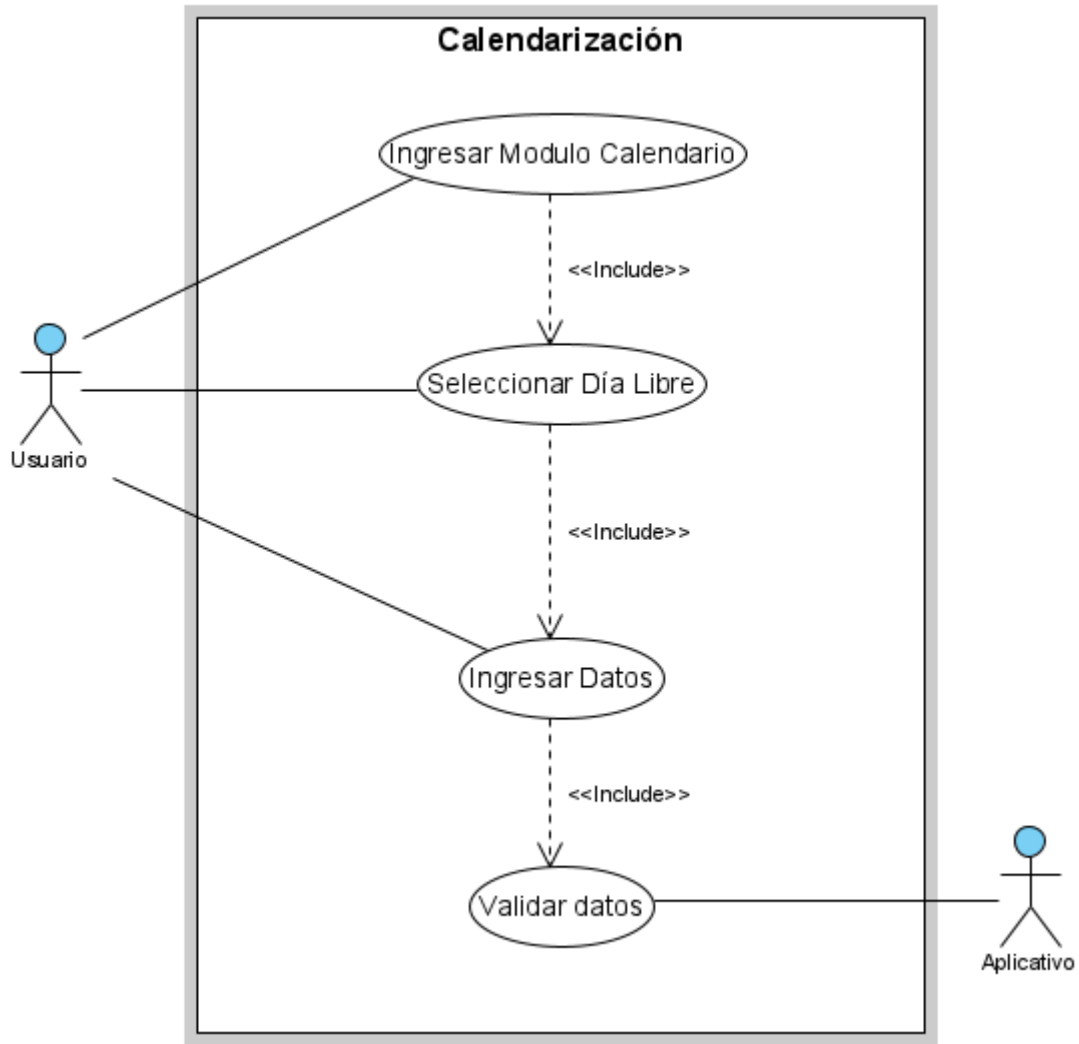 Calendarización
Ingresar Modulo Calendario
<<Include>>
Seleccionar Día Libre
Usuario
<<Include>>
Ingresar Datos
<<Include>>
Validar datos
Aplicativo